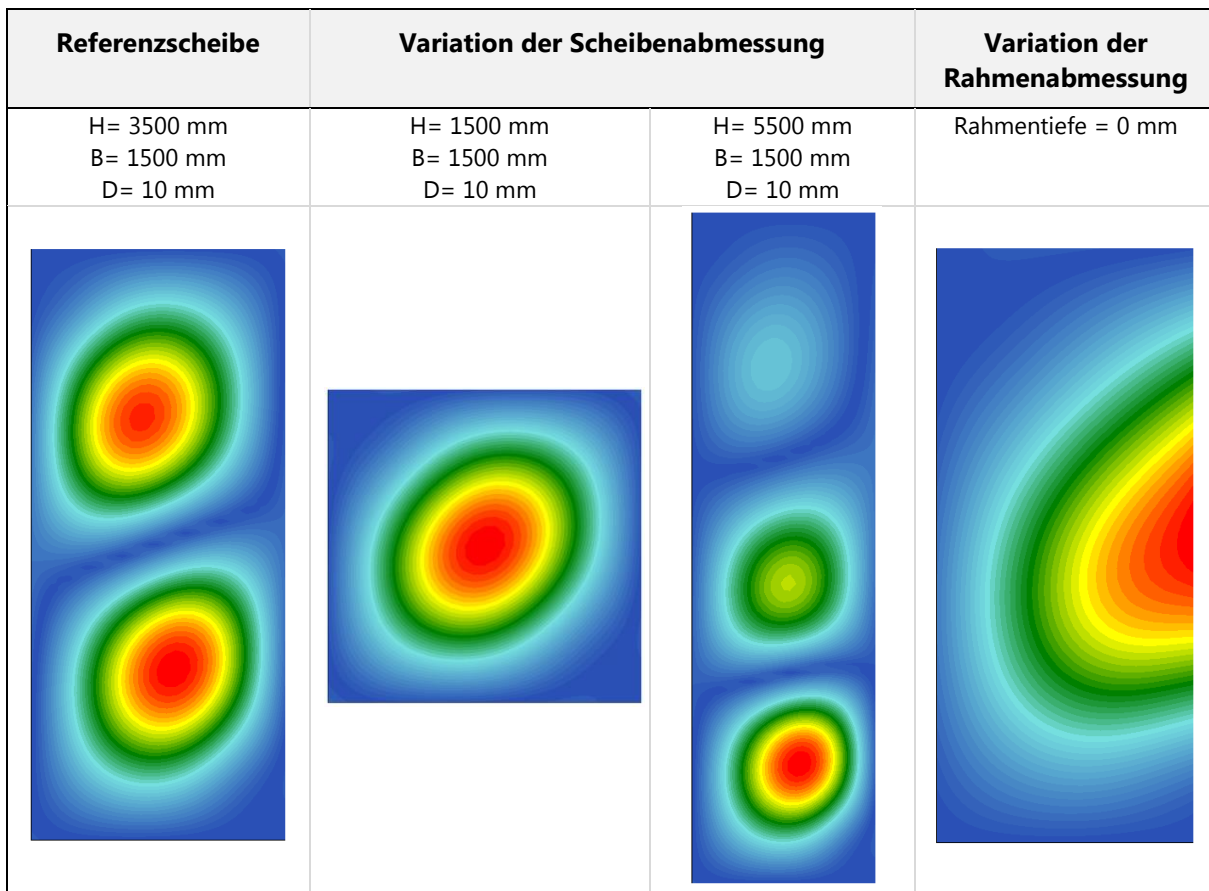 Referenzscheibe
Variation der Scheibenabmessung
Variation der
Rahmenabmessung
H= 3500 mm
B= 1500 mm
D= 10 mm
H= 1500 mm
B= 1500 mm
D= 10 mm
H= 5500 mm
B= 1500 mm
D= 10 mm
Rahmentiefe = 0 mm